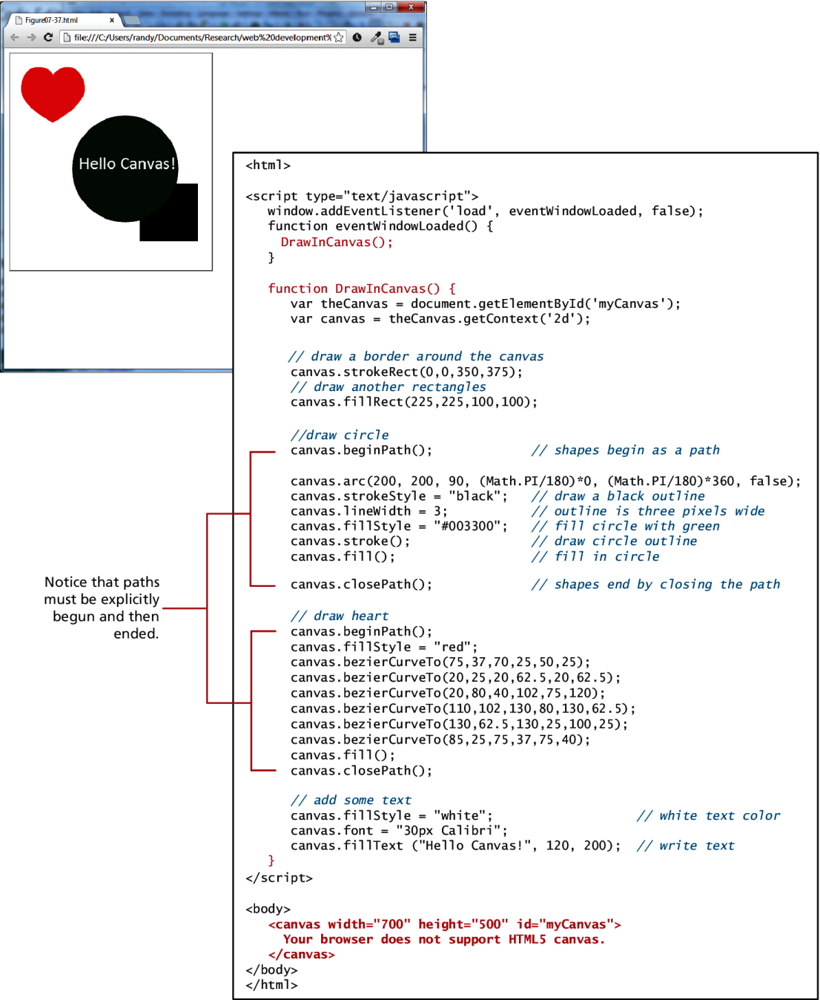 Figure07-37.html
file:///C:/Users/randy/Documents/Research/web%20development%
Hello Canvas!
<html>
<script type="text/javascript">
window.addEventListener('load', eventWindowLoaded, false);
function eventWindowLoaded() {
DrawInCanvas();
}
function DrawInCanvas() {
var theCanvas = document.getElementById('myCanvas');
var canvas = theCanvas.getContext('2d');
// draw a border around the canvas
canvas.strokeRect(0,0,350,375);
// draw another rectangles
canvas.fillRect(225,225,100,100);
//draw circle
canvas.beginPath(); // shapes begin as a path
canvas.arc(200, 200, 90, (Math.PI/180)*0, (Math.PI/180)*360, false);
canvas.strokeStyle = "black"; // draw a black outline
canvas.lineWidth = 3; // outline is three pixels wide
canvas.fillStyle = "#003300"; // fill circle with green
canvas.stroke(); // draw circle outline
canvas.fill(); // fill in circle
canvas.closePath(); // shapes end by closing the path
Notice that paths
must be explicitly
begun and then
ended.
// draw heart
canvas.beginPath();
canvas.fillStyle = "red";
canvas.bezierCurveTo(75,37,70,25,50,25);
canvas.bezierCurveTo(20,25,20,62.5,20,62.5);
canvas.bezierCurveTo(20,80,40,102,75,120);
canvas.bezierCurveTo(110,102,130,80,130,62.5);
canvas.bezierCurveTo(130,62.5,130,25,100,25);
canvas.bezierCurveTo(85,25,75,37,75,40);
canvas.fill();
canvas.closePath();
// add some text
canvas.fillStyle = "white"; // white text color
canvas.font = "30px Calibri";
canvas.fillText ("Hello Canvas!", 120, 200); // write text
}
</script>
<body>
<canvas width="700" height="500" id="myCanvas">
Your browser does not support HTML5 canvas.
</canvas>
</body>
</html>